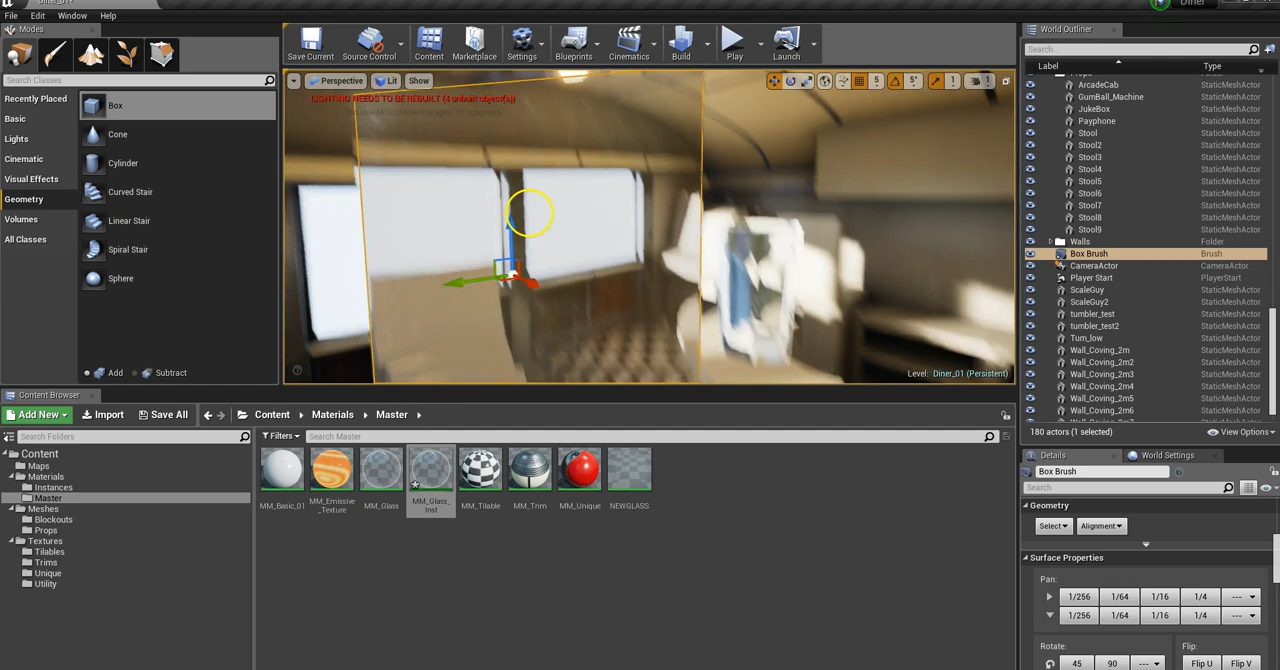 Diner_01*
Diner
File Edit Window Help
Modes
Search Classes
Recently Placed
Basic
Lights
Cinematic
Visual Effects
Geometry
Volumes
All Classes
Box
Cone
Cylinder
Curved Stair
Linear Stair
Spiral Stair
Sphere
Add Subtract
Save Current Source Control Content Marketplace Settings Blueprints Cinematics Build Play Launch
Perspective Lit Show
5 5° 1 1
LIGHTING NEEDS TO BE REBUILT (4 unbuilt object(s))
Level: Diner_01 (Persistent)
World Outliner
Search...
Label Type
Props Folder
ArcadeCab StaticMeshActor
GumBall_Machine StaticMeshActor
JukeBox StaticMeshActor
Payphone StaticMeshActor
Stool StaticMeshActor
Stool2 StaticMeshActor
Stool3 StaticMeshActor
Stool4 StaticMeshActor
Stool5 StaticMeshActor
Stool6 StaticMeshActor
Stool7 StaticMeshActor
Stool8 StaticMeshActor
Stool9 StaticMeshActor
Walls Folder
Box Brush Brush
CameraActor CameraActor
Player Start PlayerStart
ScaleGuy StaticMeshActor
ScaleGuy2 StaticMeshActor
tumbler_test StaticMeshActor
tumbler_test2 StaticMeshActor
Tum_low StaticMeshActor
Wall_Coving_2m StaticMeshActor
Wall_Coving_2m2 StaticMeshActor
Wall_Coving_2m3 StaticMeshActor
Wall_Coving_2m4 StaticMeshActor
Wall_Coving_2m5 StaticMeshActor
Wall_Coving_2m6 StaticMeshActor
180 actors (1 selected) View Options
Details World Settings
Box Brush
Search
Geometry
Select Alignment
Surface Properties
Pan:
1/256 1/64 1/16 1/4 ---
1/256 1/64 1/16 1/4 ---
Rotate: Flip:
45 90 --- Flip U Flip V
Content Browser
Add New Import Save All Content Materials Master
Search Folders
Filters Search Master
Content
Maps
Materials
Instances
Master
Meshes
Blockouts
Props
Textures
Tilables
Trims
Unique
Utility
MM_Basic_01
MM_Emissive_Texture
MM_Glass
MM_Glass_Inst
MM_Tilable
MM_Trim
MM_Unique
NEWGLASS